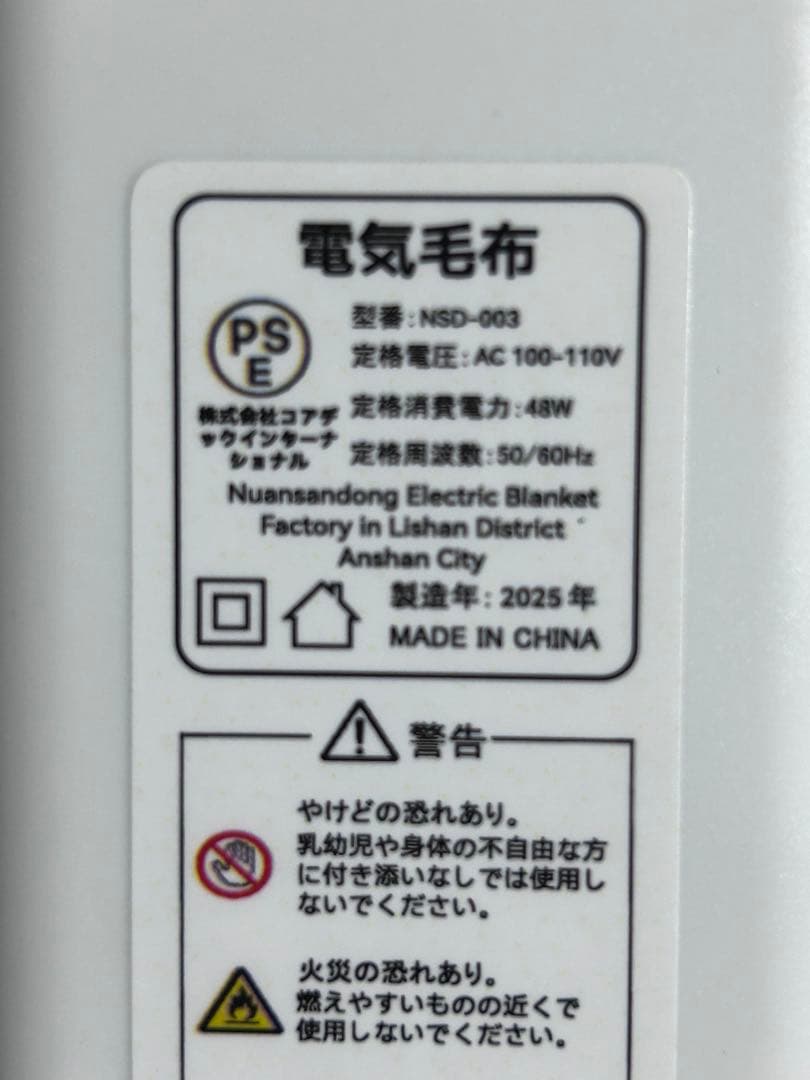 電気毛布
PS
E
株式会社コアデ
ックインターナ
ショナル
型番:NSD-003
定格電圧:AC 100-110V
定格消費電力:48W
定格周波数:50/60Hz
Nuansandong Electric Blanket
Factory in Lishan District
Anshan City
製造年:2025年
MADE IN CHINA
警告
やけどの恐れあり。
乳幼児や身体の不自由な方
に付き添いなしでは使用し
ないでください。
火災の恐れあり。
燃えやすいものの近くで
使用しないでください。